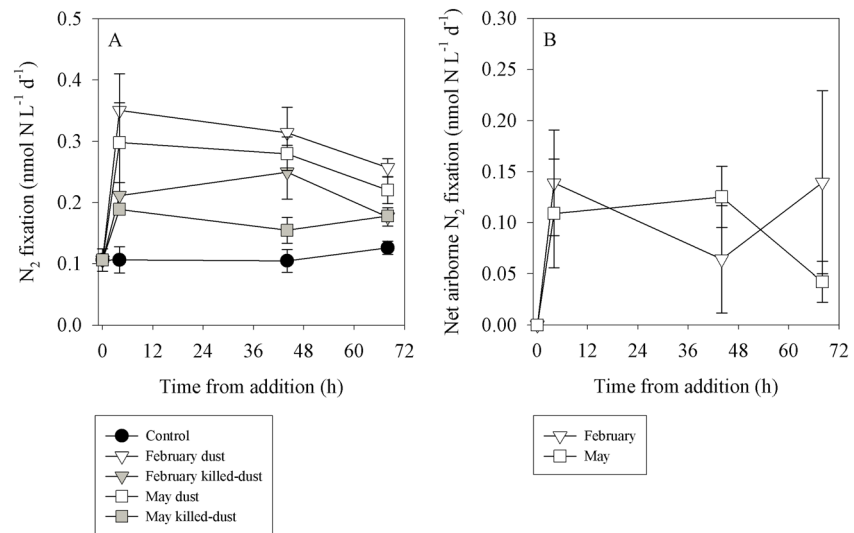 A
N₂ fixation (nmol N L⁻¹ d⁻¹)
0.5
0.4
0.3
0.2
0.1
0.0
0 12 24 36 48 60 72
Time from addition (h)
Control
February dust
February killed-dust
May dust
May killed-dust
B
Net airborne N₂ fixation (nmol N L⁻¹ d⁻¹)
0.30
0.25
0.20
0.15
0.10
0.05
0.00
0 12 24 36 48 60 72
Time from addition (h)
February
May